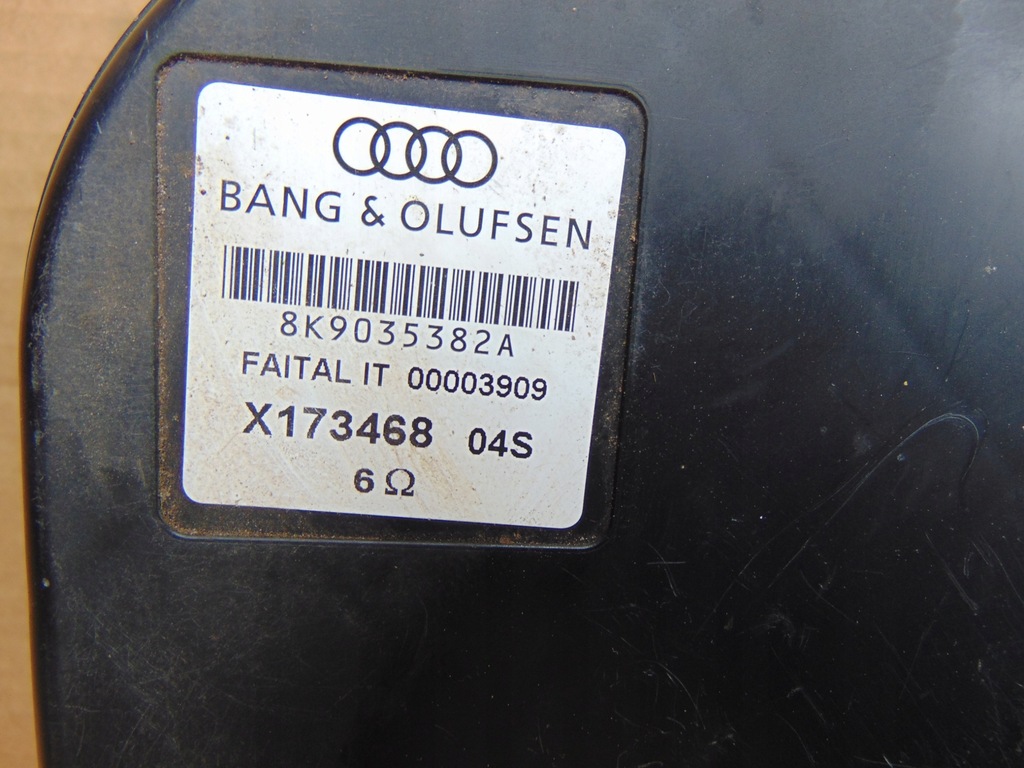 BANG & OLUFSEN
8K9035382A
FAITAL IT 00003909
X173468 04S
6 Ω